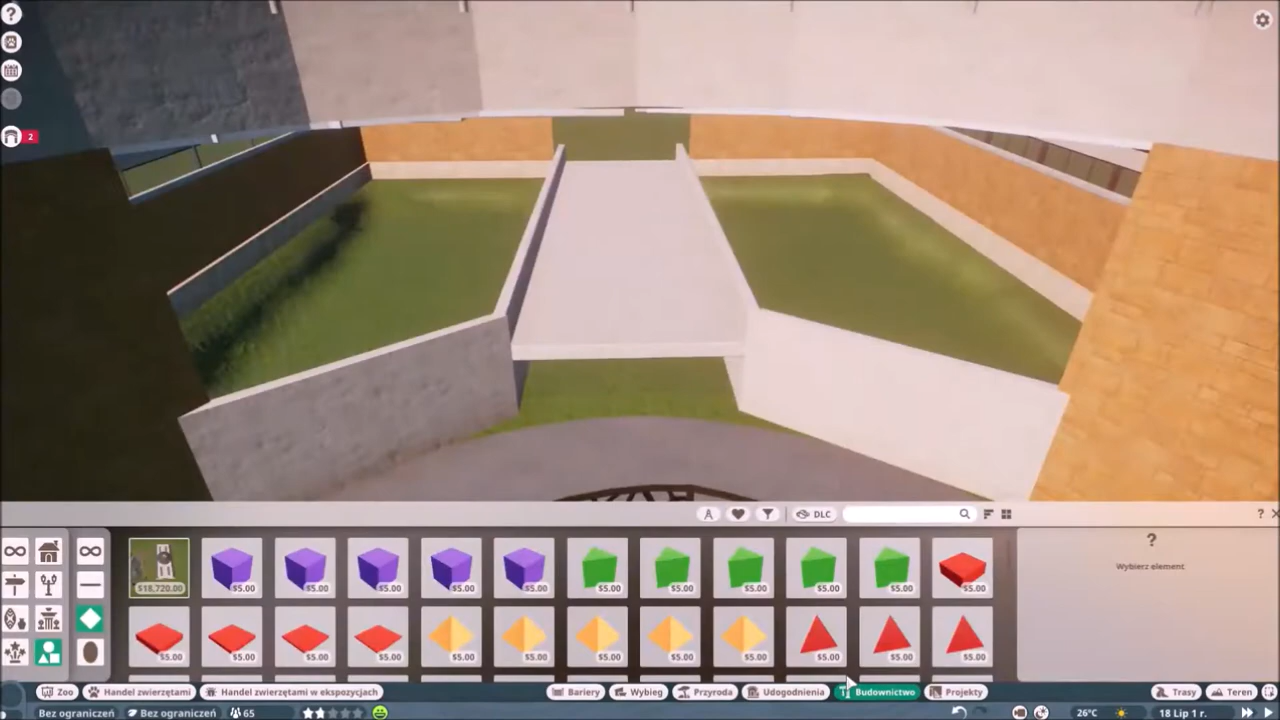 ?
2
DLC
?
$18,720.00 $5.00 $5.00 $5.00 $5.00 $5.00 $5.00 $5.00 $5.00 $5.00 $5.00 $5.00
?
Wybierz element
$5.00 $5.00 $5.00 $5.00 $5.00 $5.00 $5.00 $5.00 $5.00 $5.00 $5.00 $5.00
Zoo Handel zwierzętami Handel zwierzętami w ekspozycjach Bariery Wybieg Przyroda Udogodnienia Budownictwo Projekty Trasy Teren
Bez ograniczeń Bez ograniczeń 65 26°C 18 Lip 1 r.